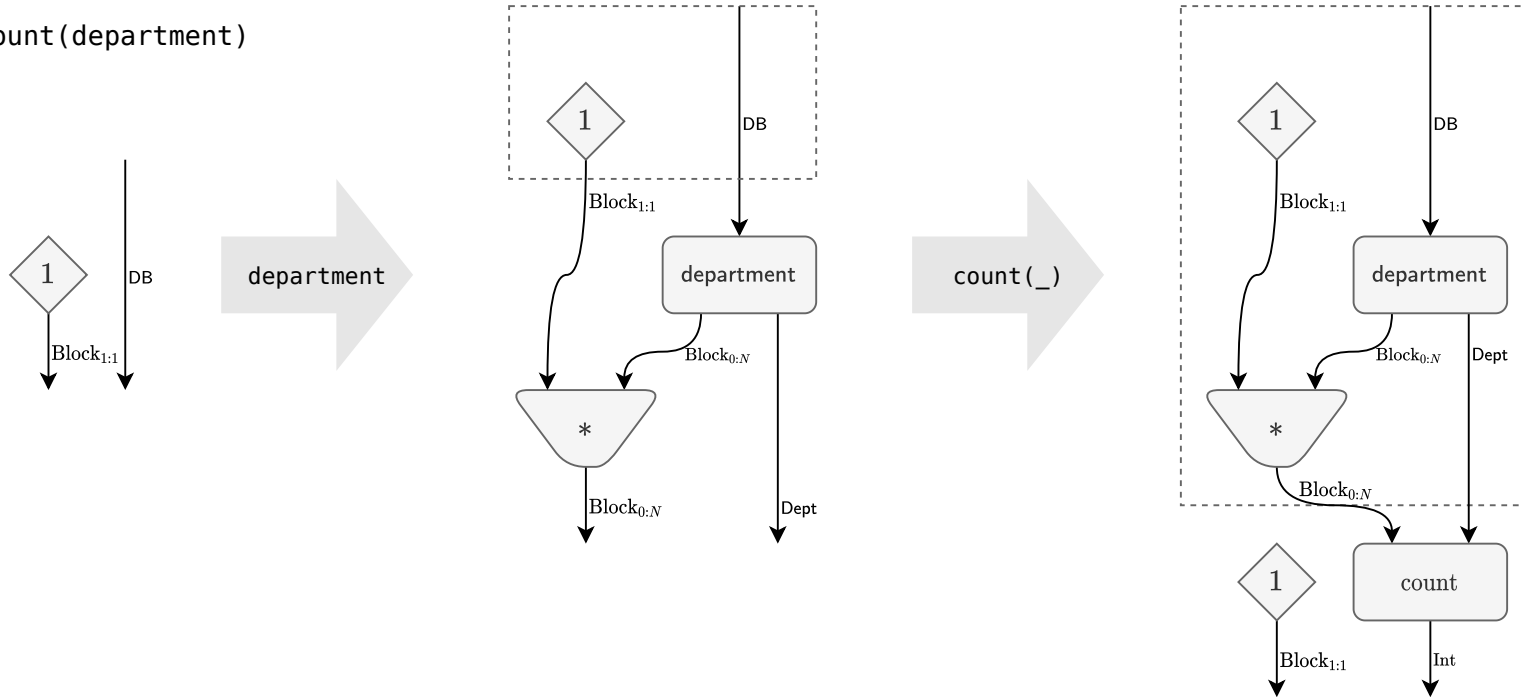 ount(department)
1
DB
Block1:1
department
1
DB
Block1:1
department
Block0:N
*
Block0:N
Dept
count(_)
1
DB
Block1:1
department
Block0:N
Dept
*
Block0:N
1
count
Block1:1
Int